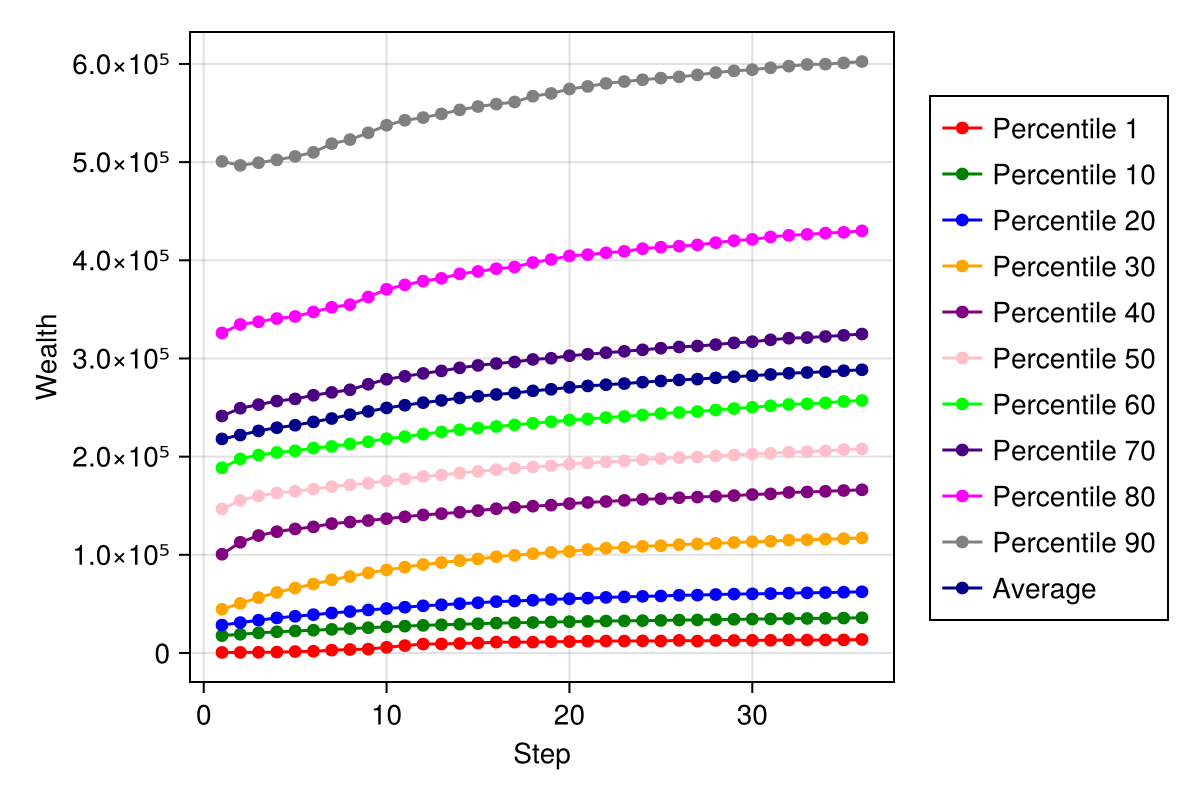 6.0×10⁵
5.0×10⁵
4.0×10⁵
3.0×10⁵
2.0×10⁵
1.0×10⁵
0
Wealth
0 10 20 30
Step
Percentile 1
Percentile 10
Percentile 20
Percentile 30
Percentile 40
Percentile 50
Percentile 60
Percentile 70
Percentile 80
Percentile 90
Average